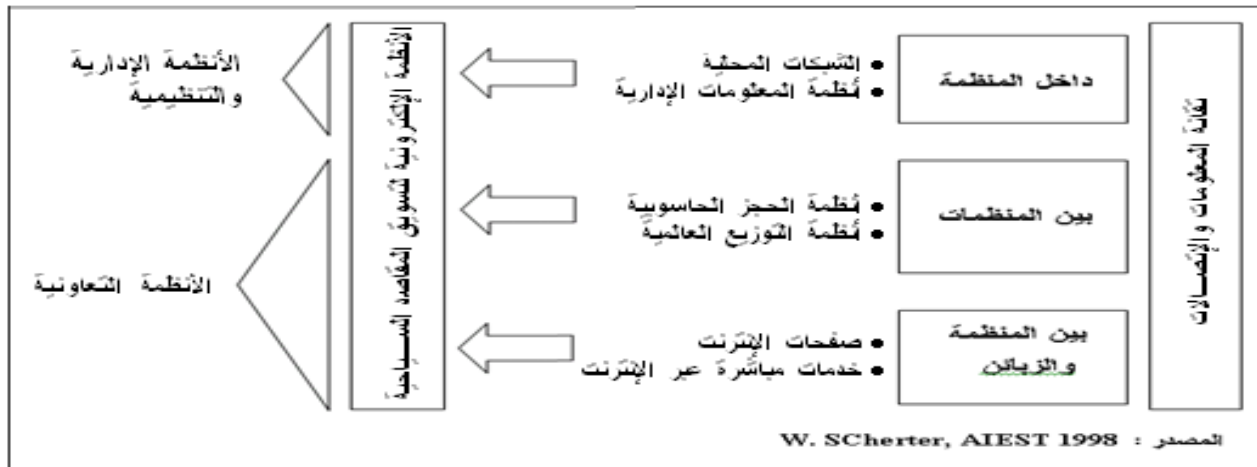 تقانة المعلومات والإتصالات
داخل المنظمة
• الشبكات المحلية
• أنظمة المعلومات الإدارية
بين المنظمات
• أنظمة الحجز الحاسوبية
• أنظمة التوزيع العالمية
بين المنظمة
والزبائن
• صفحات الإنترنت
• خدمات مباشرة عبر الإنترنت
الأنظمة الإلكترونية لتسويق المقاصد السياحية
الأنظمة الإدارية
والتنظيمية
الأنظمة التعاونية
المصدر : W. SCherter, AIEST 1998